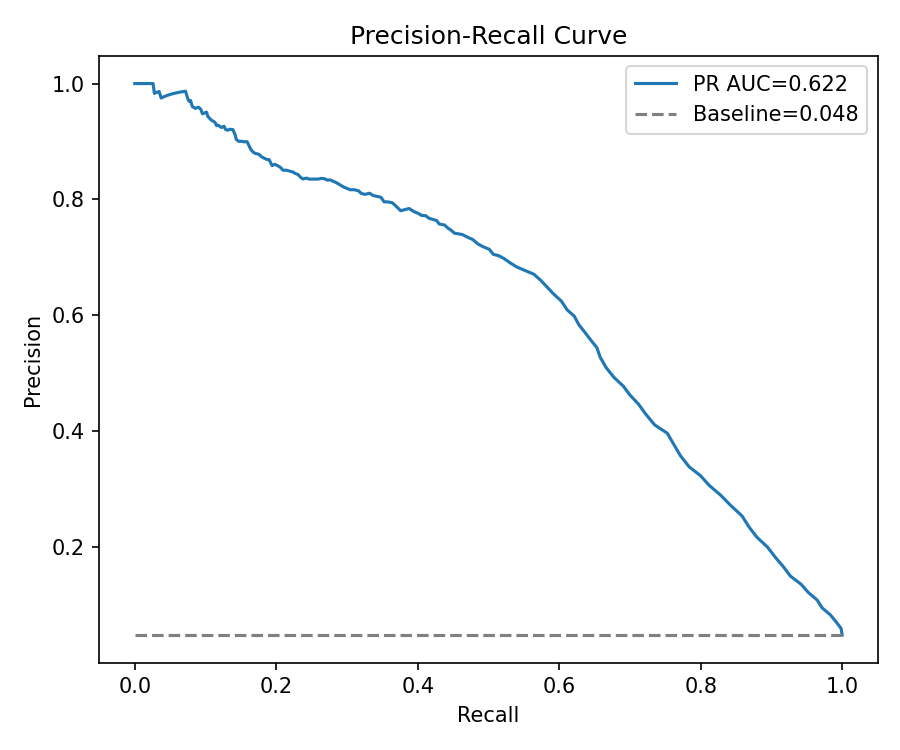 Precision-Recall Curve
PR AUC=0.622
Baseline=0.048
Precision
1.0
0.8
0.6
0.4
0.2
0.0 0.2 0.4 0.6 0.8 1.0
Recall